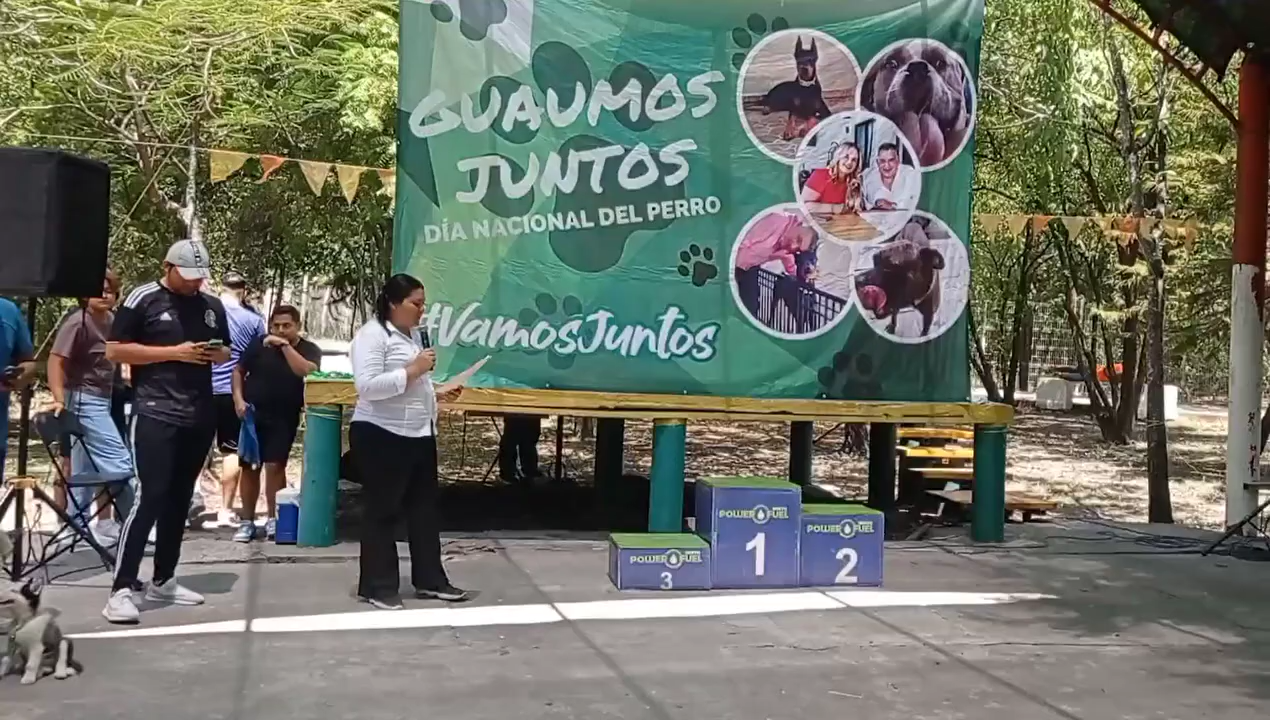 GUAUMOS
JUNTOS
DÍA NACIONAL DEL PERRO
#VamosJuntos
POWER FUEL
1
POWER FUEL
2
POWER FUEL
3